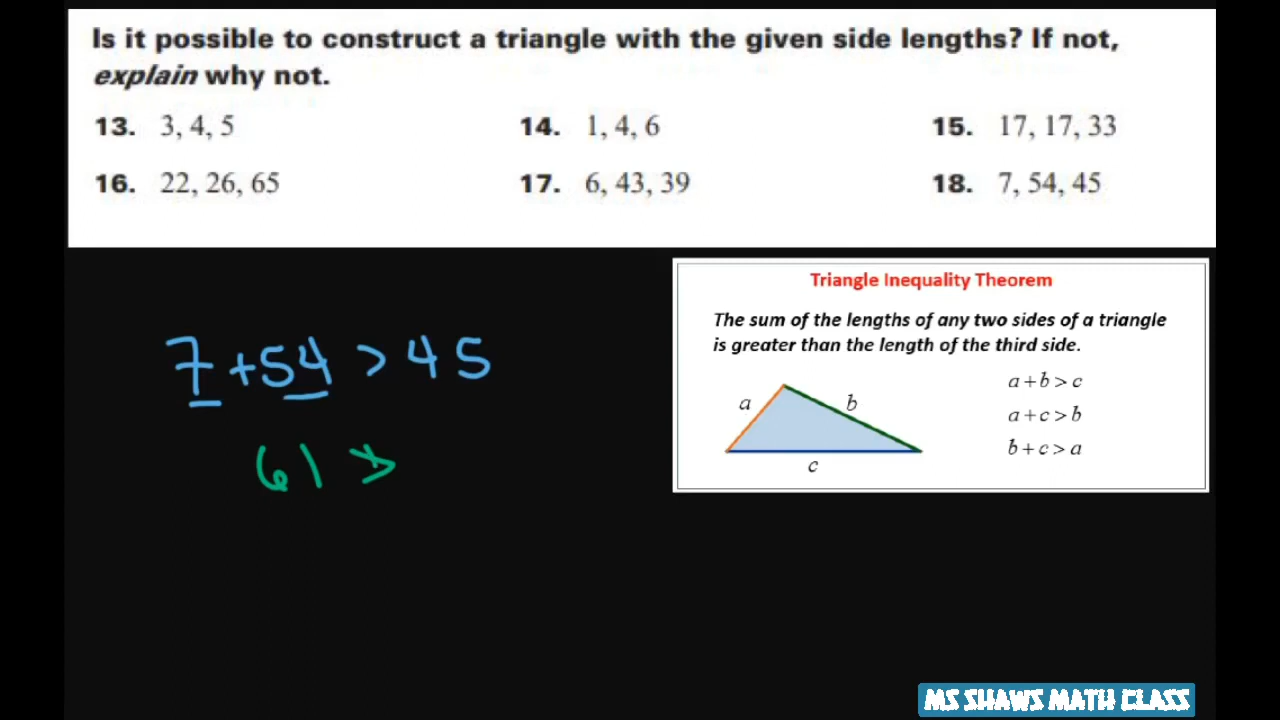 Is it possible to construct a triangle with the given side lengths? If not,
explain why not.
13. 3, 4, 5
14. 1, 4, 6
15. 17, 17, 33
16. 22, 26, 65
17. 6, 43, 39
18. 7, 54, 45
7 + 54 > 45
61 >
Triangle Inequality Theorem
The sum of the lengths of any two sides of a triangle
is greater than the length of the third side.
a + b > c
a + c > b
b + c > a
a
b
c
MS SHAWS MATH CLASS